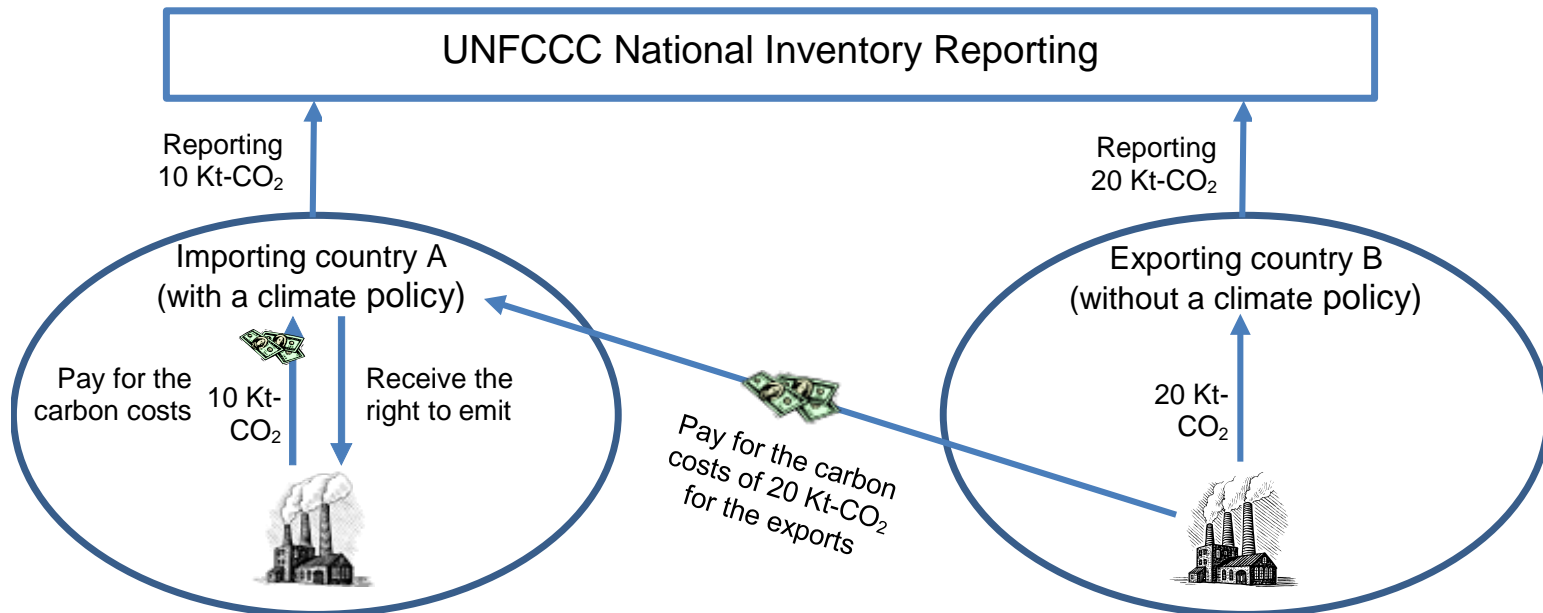 UNFCCC National Inventory Reporting
Reporting
10 Kt-CO₂
Reporting
20 Kt-CO₂
Importing country A
(with a climate policy)
Pay for the
carbon costs
10 Kt-
CO₂
Receive the
right to emit
Pay for the carbon
costs of 20 Kt-CO₂
for the exports
Exporting country B
(without a climate policy)
20 Kt-
CO₂